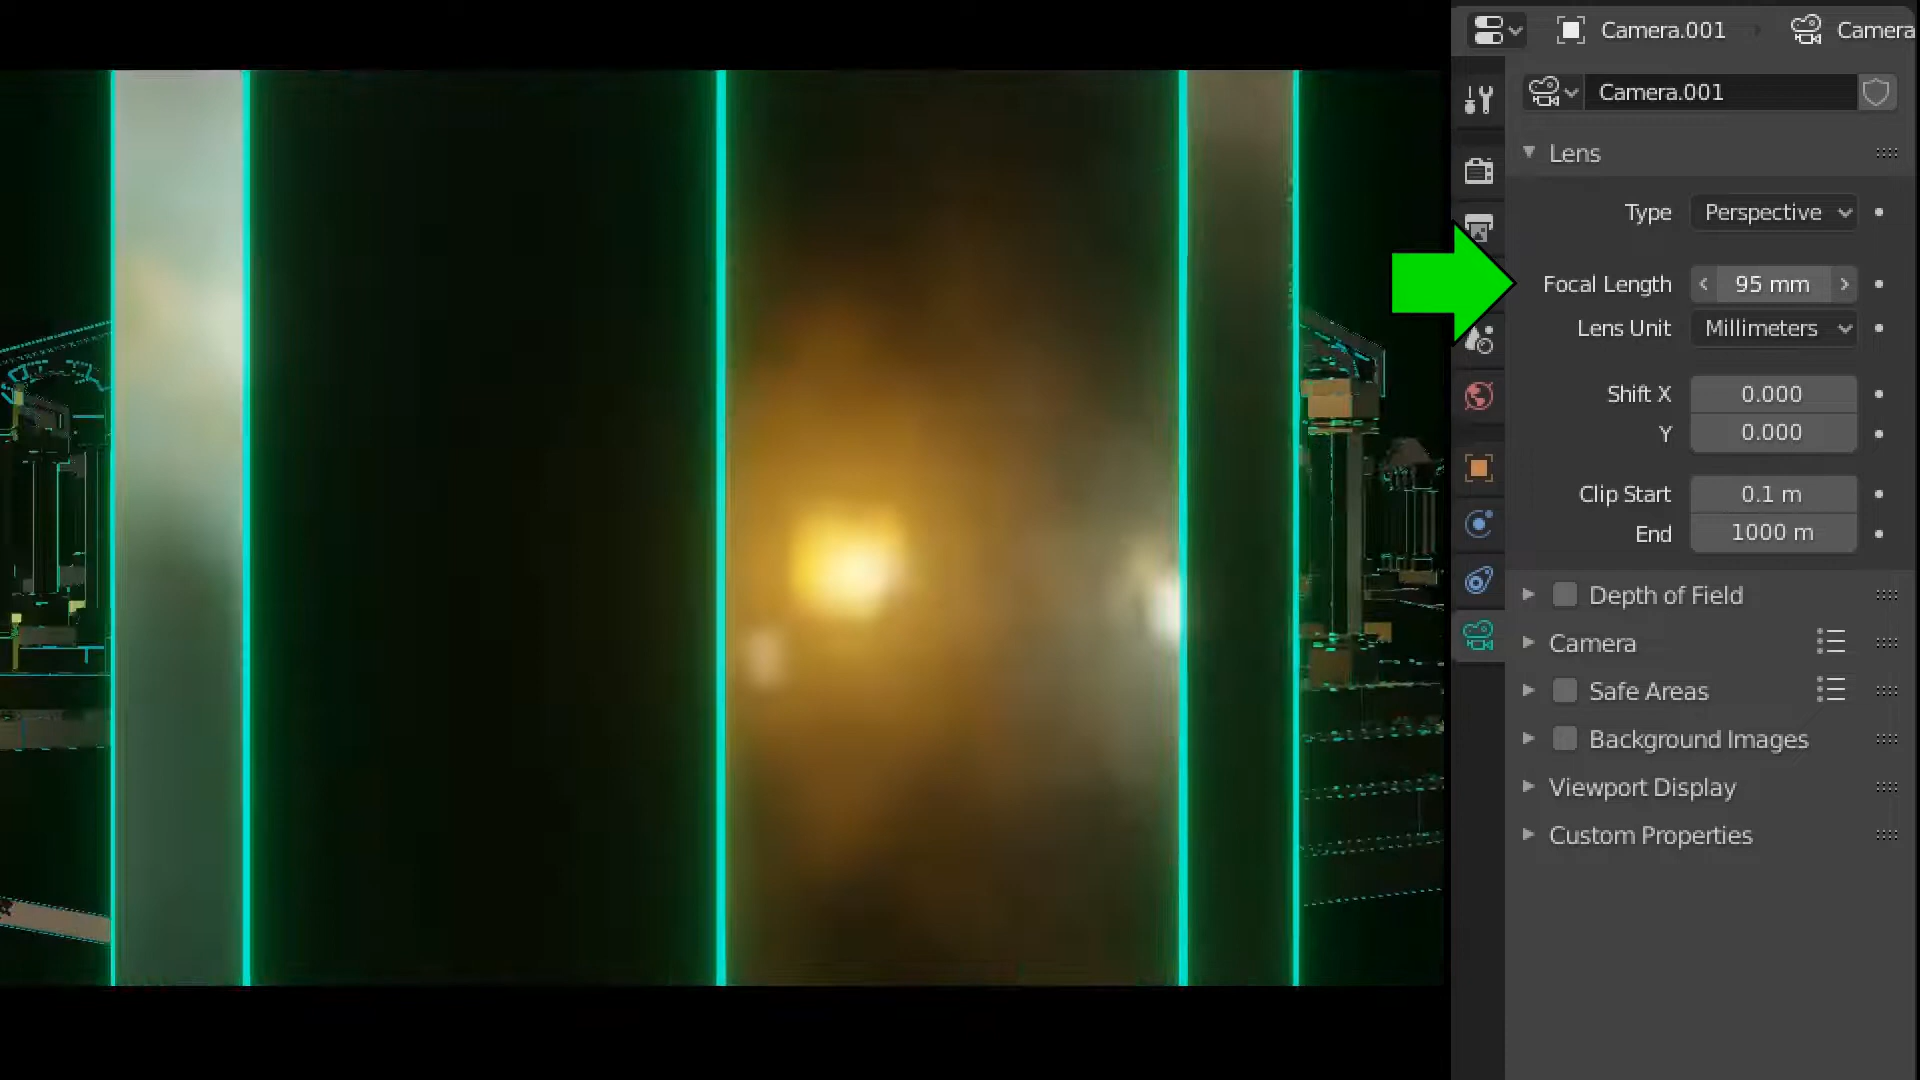 Camera.001
Camera
Camera.001
Lens
Type Perspective
Focal Length 95 mm
Lens Unit Millimeters
Shift X 0.000
Y 0.000
Clip Start 0.1 m
End 1000 m
Depth of Field
Camera
Safe Areas
Background Images
Viewport Display
Custom Properties